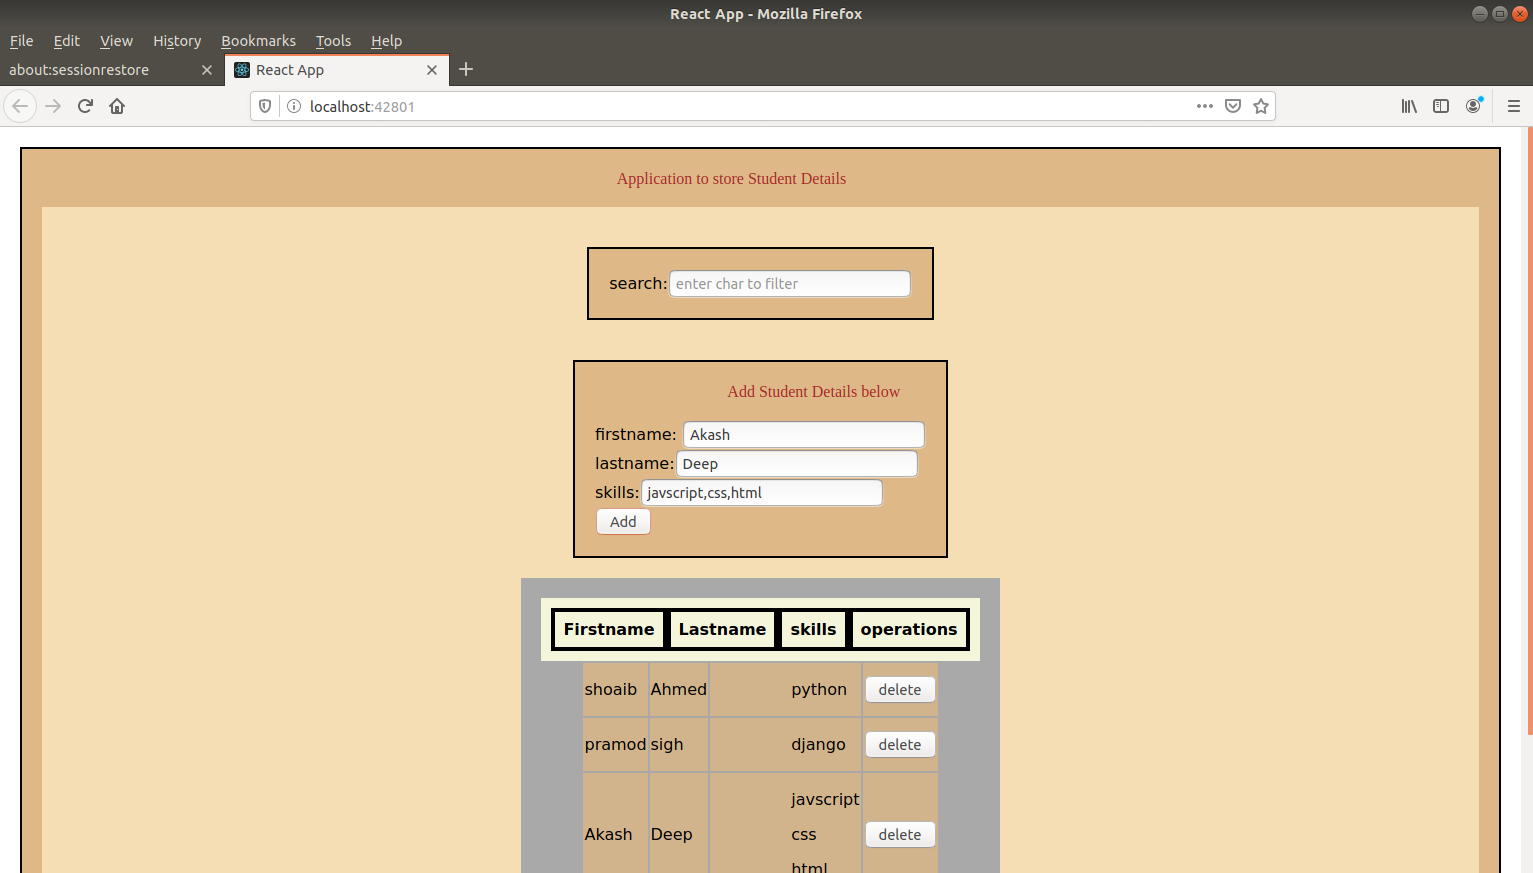 React App - Mozilla Firefox
File Edit View History Bookmarks Tools Help
about:sessionrestore React App
localhost:42801
Application to store Student Details
search: enter char to filter
Add Student Details below
firstname: Akash
lastname: Deep
skills: javscript,css,html
Add
Firstname Lastname skills operations
shoaib Ahmed python delete
pramod sigh django delete
javscript
Akash Deep css delete
html